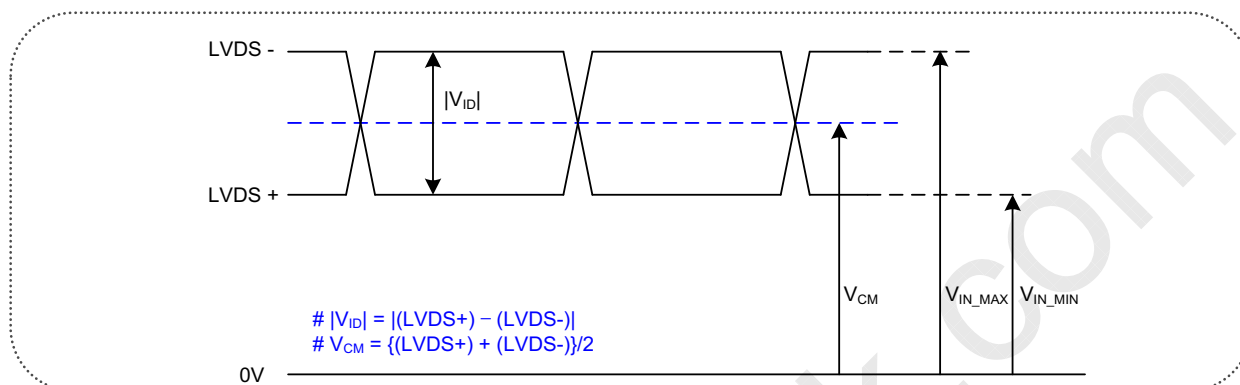 LVDS -
|VID|
LVDS +
VCM
VIN_MAX
VIN_MIN
# |VID| = |(LVDS+) – (LVDS-)|
# VCM = {(LVDS+) + (LVDS-)}/2
0V